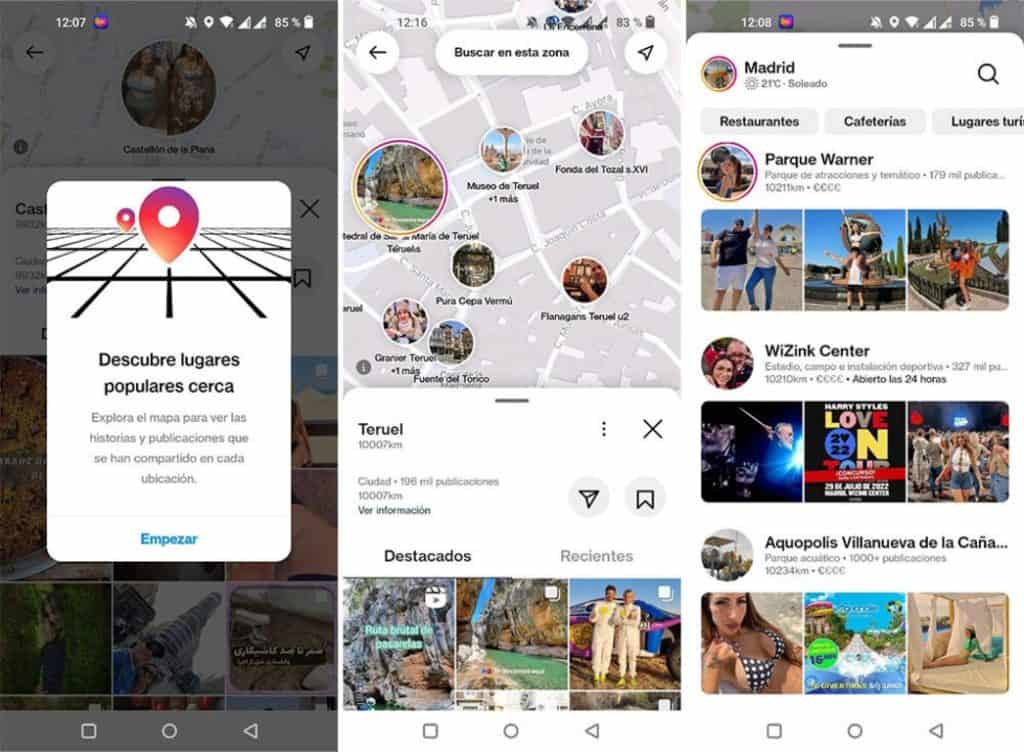 12:07
85 %
Castellón de la Plana
Descubre lugares
populares cerca
Explora el mapa para ver las
historias y publicaciones que
se han compartido en cada
ubicación.
Empezar
12:16
83 %
Buscar en esta zona
C. Avora
Fonda del Tozal s.XVI
Museo de Teruel
+1 más
María de Teruel
C. Joaquín Costa
Pura Cepa Vermú
Flanagans Teruel u2
Granier Teruel
+1 más
Fuente del Torico
Teruel
10007km
Ciudad • 196 mil publicaciones
10007km
Ver información
Destacados
Recientes
Ruta brutal de
pasarelas
12:08
85 %
Madrid
21°C · Soleado
Restaurantes
Cafeterías
Lugares turís
Parque Warner
Parque de atracciones y temático • 179 mil publica...
10211km • €€€€
WiZink Center
Estadio, campo e instalación deportiva • 327 mil pu...
10210km • €€€€ • Abierto las 24 horas
HARRY STYLES
LOVE
ON
TOUR
2022
¡CONCURSO!
29 DE JULIO DE 2022
MADRID, WIZINK CENTER
Aquopolis Villanueva de la Caña...
Parque acuático • 1000+ publicaciones
10234km • €€€€